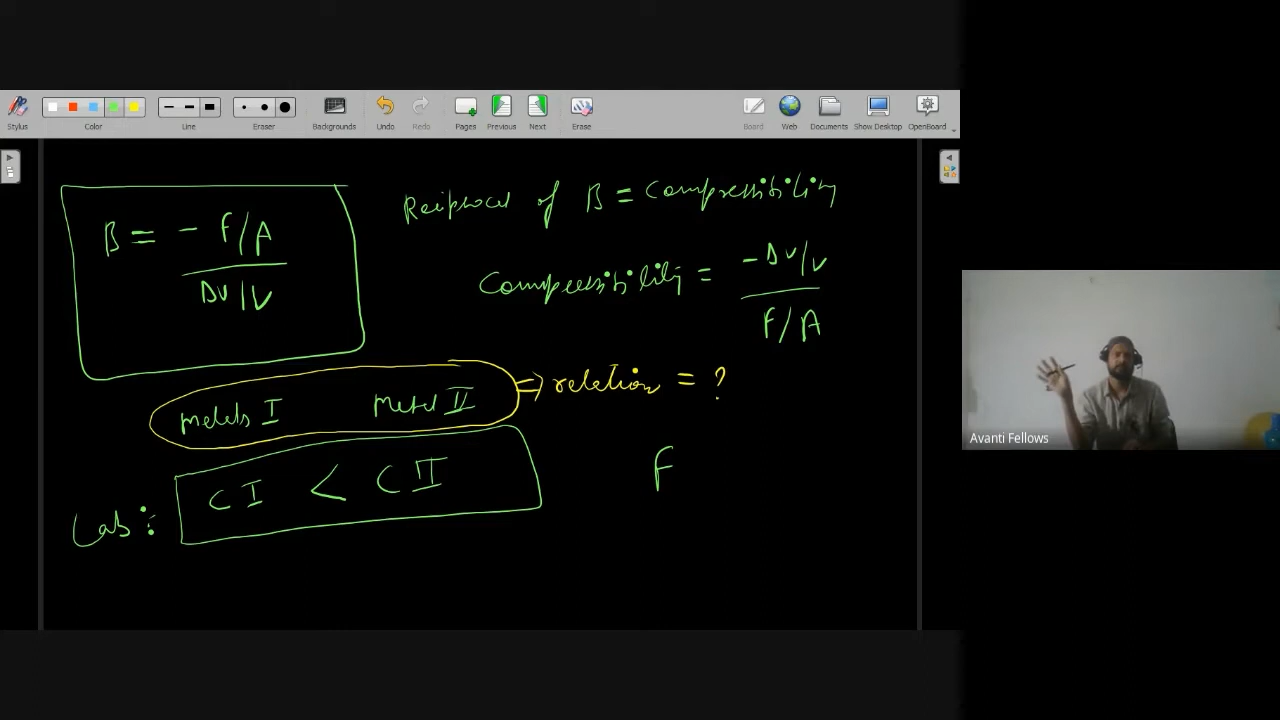 Stylus
Color
Line
Eraser
Backgrounds
Undo
Redo
Pages
Previous
Next
Erase
Board
Web
Documents
Show Desktop
OpenBoard
B = - F/A
ΔV/V
Reciprocal of B = Compressibility
Compressibility = -ΔV/V
F/A
Metals I Metal II => relation = ?
Lab: C I < C II
F
Avanti Fellows